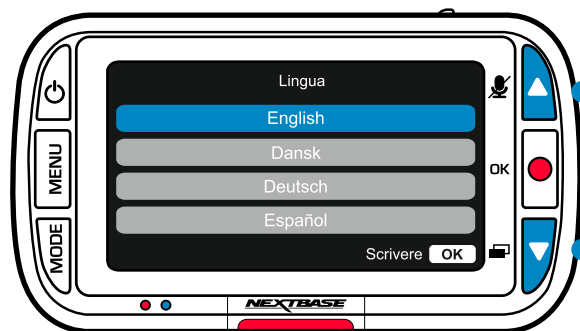 Lingua
English
Dansk
Deutsch
Español
Scrivere OK
MENU
MODE
OK
NEXTBASE